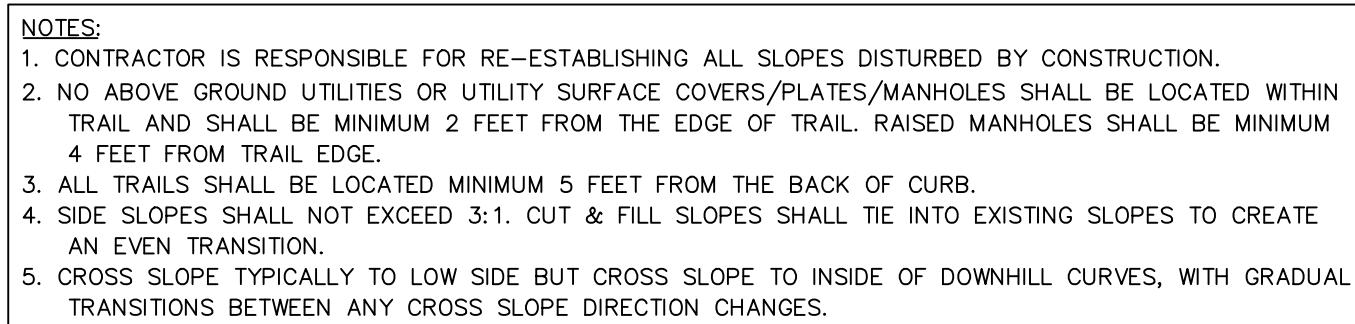 NOTES:
1. CONTRACTOR IS RESPONSIBLE FOR RE-ESTABLISHING ALL SLOPES DISTURBED BY CONSTRUCTION.
2. NO ABOVE GROUND UTILITIES OR UTILITY SURFACE COVERS/PLATES/MANHOLES SHALL BE LOCATED WITHIN
TRAIL AND SHALL BE MINIMUM 2 FEET FROM THE EDGE OF TRAIL. RAISED MANHOLES SHALL BE MINIMUM
4 FEET FROM TRAIL EDGE.
3. ALL TRAILS SHALL BE LOCATED MINIMUM 5 FEET FROM THE BACK OF CURB.
4. SIDE SLOPES SHALL NOT EXCEED 3:1. CUT & FILL SLOPES SHALL TIE INTO EXISTING SLOPES TO CREATE
AN EVEN TRANSITION.
5. CROSS SLOPE TYPICALLY TO LOW SIDE BUT CROSS SLOPE TO INSIDE OF DOWNHILL CURVES, WITH GRADUAL
TRANSITIONS BETWEEN ANY CROSS SLOPE DIRECTION CHANGES.